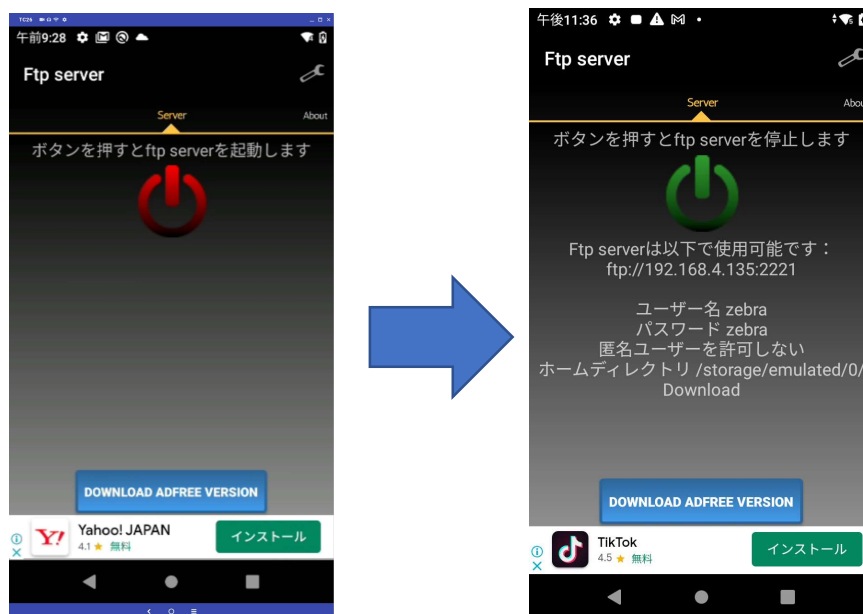 TC26
午前9:28
Ftp server
Server
About
ボタンを押すとftp serverを起動します
DOWNLOAD ADFREE VERSION
Y!
Yahoo! JAPAN
4.1 ★ 無料
インストール
午後11:36
Ftp server
Server
Abou
ボタンを押すとftp serverを停止します
Ftp serverは以下で使用可能です：
ftp://192.168.4.135:2221
ユーザー名 zebra
パスワード zebra
匿名ユーザーを許可しない
ホームディレクトリ /storage/emulated/0/
Download
DOWNLOAD ADFREE VERSION
TikTok
4.5 ★ 無料
インストール